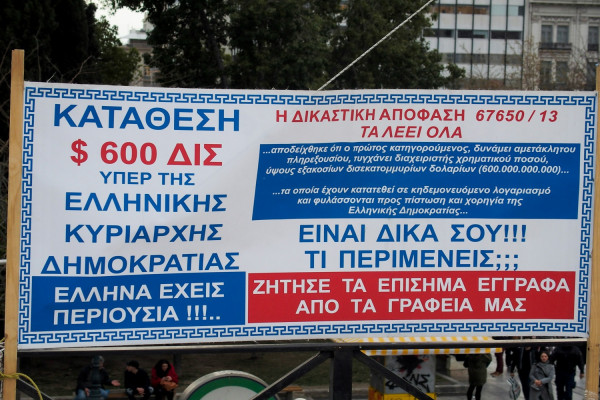 ΚΑΤΑΘΕΣΗ
$ 600 ΔΙΣ
ΥΠΕΡ ΤΗΣ
ΕΛΛΗΝΙΚΗΣ
ΚΥΡΙΑΡΧΗΣ
ΔΗΜΟΚΡΑΤΙΑΣ
ΕΛΛΗΝΑ ΕΧΕΙΣ
ΠΕΡΙΟΥΣΙΑ !!!..
Η ΔΙΚΑΣΤΙΚΗ ΑΠΟΦΑΣΗ 67650 / 13
ΤΑ ΛΕΕΙ ΟΛΑ
...αποδείχθηκε ότι ο πρώτος κατηγορούμενος, δυνάμει αμετάκλητου
πληρεξουσίου, τυγχάνει διαχειριστής χρηματικού ποσού,
ύψους εξακοσίων δισεκατομμυρίων δολαρίων (600.000.000.000)...
...τα οποία έχουν κατατεθεί σε κηδεμονευόμενο λογαριασμό
και φυλάσσονται προς πίστωση και χορηγία της
Ελληνικής Δημοκρατίας...
ΕΙΝΑΙ ΔΙΚΑ ΣΟΥ!!!
ΤΙ ΠΕΡΙΜΕΝΕΙΣ;;;
ΖΗΤΗΣΕ ΤΑ ΕΠΙΣΗΜΑ ΕΓΓΡΑΦΑ
ΑΠΟ ΤΑ ΓΡΑΦΕΙΑ ΜΑΣ